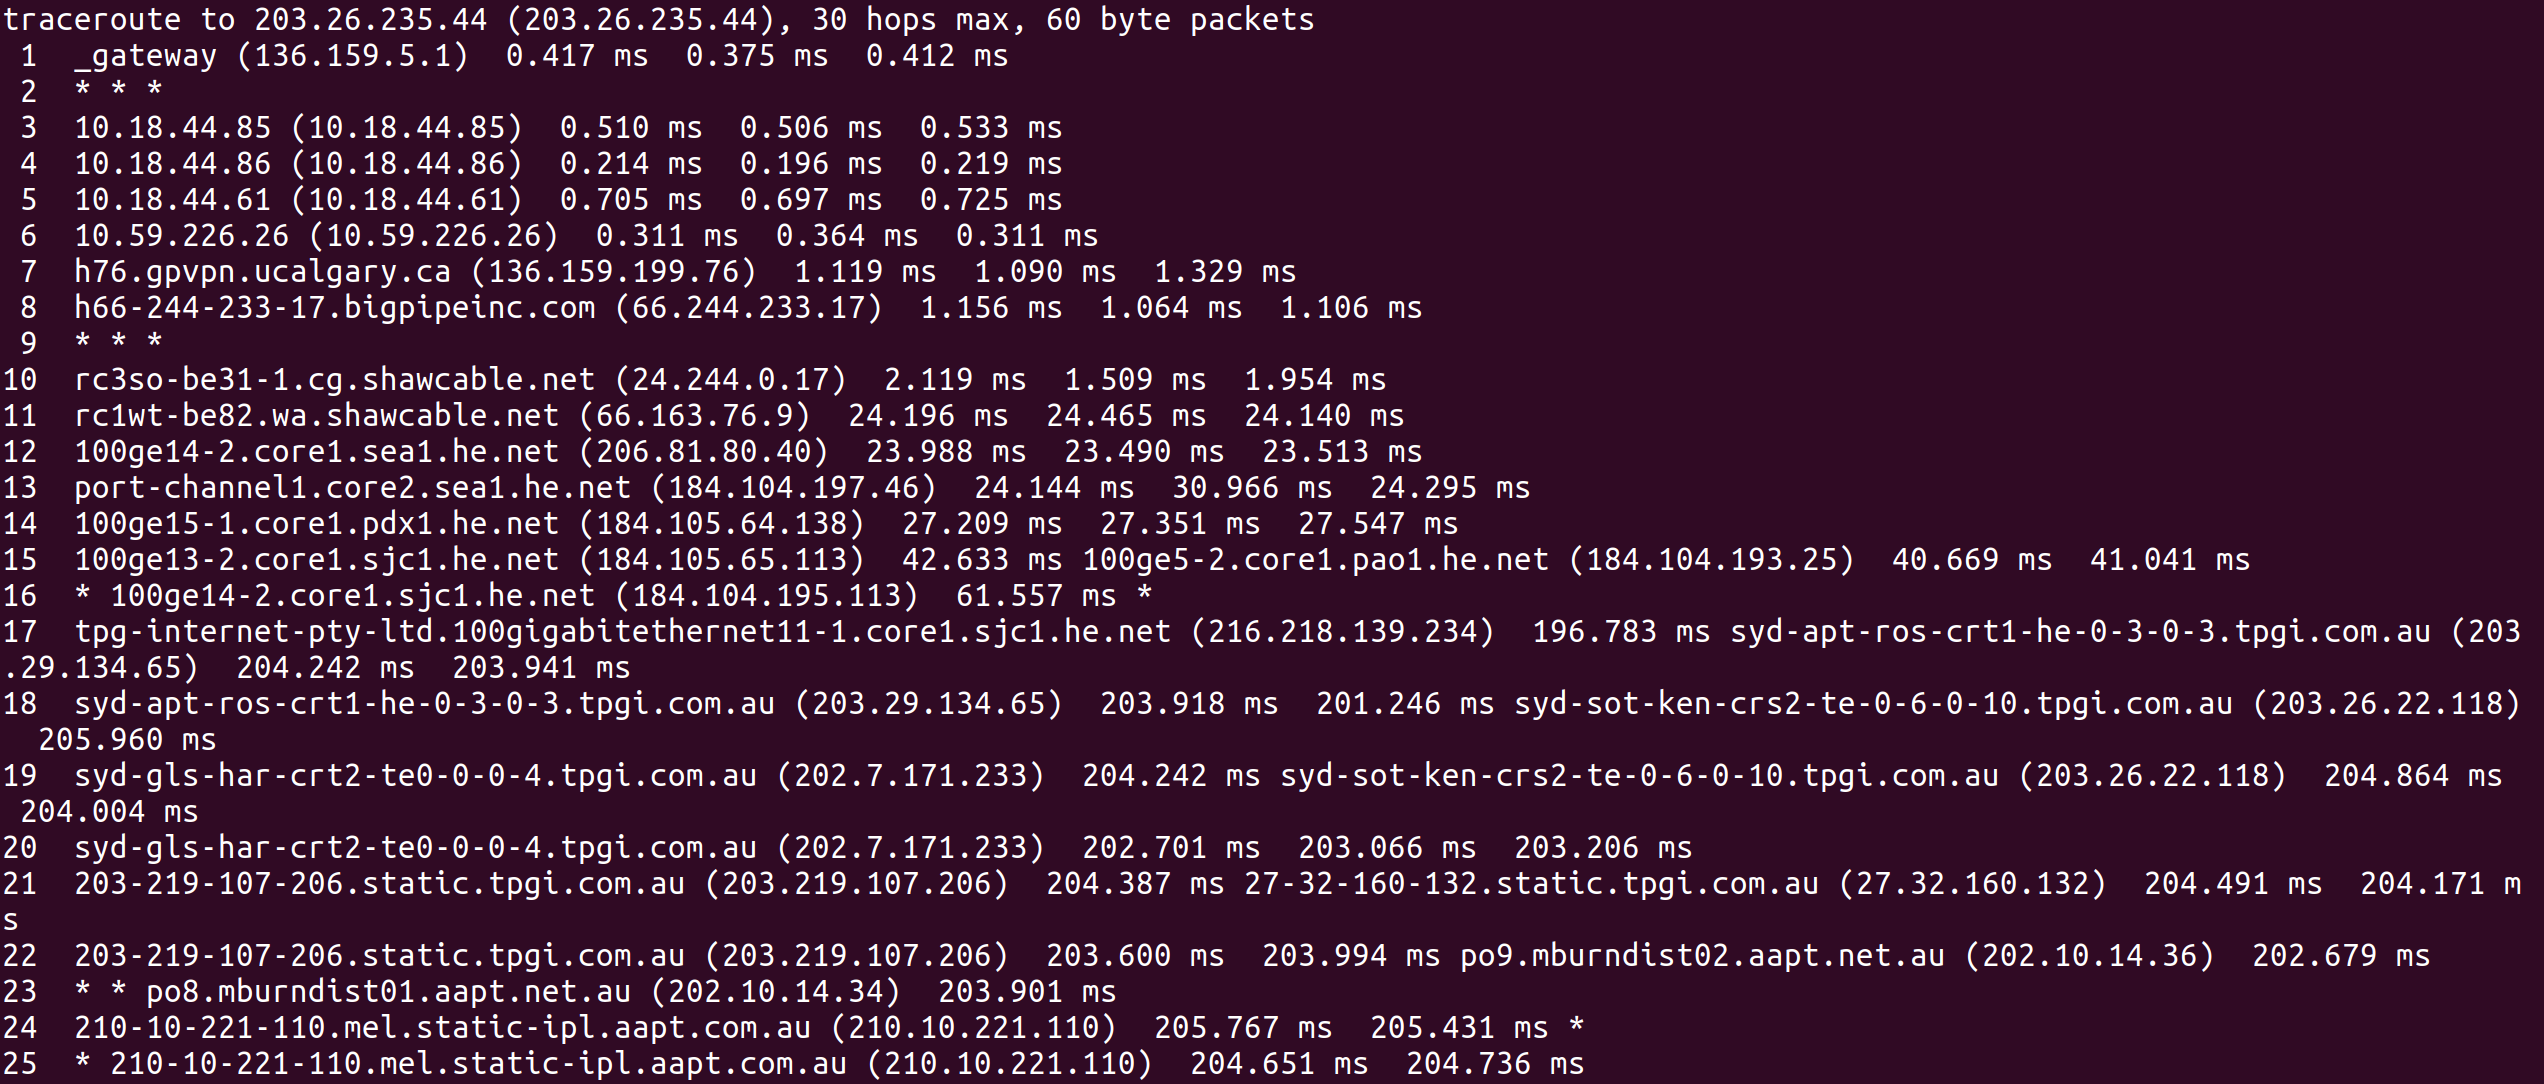 traceroute to 203.26.235.44 (203.26.235.44), 30 hops max, 60 byte packets
 1  _gateway (136.159.5.1)  0.417 ms  0.375 ms  0.412 ms
 2  * * *
 3  10.18.44.85 (10.18.44.85)  0.510 ms  0.506 ms  0.533 ms
 4  10.18.44.86 (10.18.44.86)  0.214 ms  0.196 ms  0.219 ms
 5  10.18.44.61 (10.18.44.61)  0.705 ms  0.697 ms  0.725 ms
 6  10.59.226.26 (10.59.226.26)  0.311 ms  0.364 ms  0.311 ms
 7  h76.gpvpn.ucalgary.ca (136.159.199.76)  1.119 ms  1.090 ms  1.329 ms
 8  h66-244-233-17.bigpipeinc.com (66.244.233.17)  1.156 ms  1.064 ms  1.106 ms
 9  * * *
10  rc3so-be31-1.cg.shawcable.net (24.244.0.17)  2.119 ms  1.509 ms  1.954 ms
11  rc1wt-be82.wa.shawcable.net (66.163.76.9)  24.196 ms  24.465 ms  24.140 ms
12  100ge14-2.core1.sea1.he.net (206.81.80.40)  23.988 ms  23.490 ms  23.513 ms
13  port-channel1.core2.sea1.he.net (184.104.197.46)  24.144 ms  30.966 ms  24.295 ms
14  100ge15-1.core1.pdx1.he.net (184.105.64.138)  27.209 ms  27.351 ms  27.547 ms
15  100ge13-2.core1.sjc1.he.net (184.105.65.113)  42.633 ms 100ge5-2.core1.pao1.he.net (184.104.193.25)  40.669 ms  41.041 ms
16  * 100ge14-2.core1.sjc1.he.net (184.104.195.113)  61.557 ms *
17  tpg-internet-pty-ltd.100gigabitethernet11-1.core1.sjc1.he.net (216.218.139.234)  196.783 ms syd-apt-ros-crt1-he-0-3-0-3.tpgi.com.au (203
.29.134.65)  204.242 ms  203.941 ms
18  syd-apt-ros-crt1-he-0-3-0-3.tpgi.com.au (203.29.134.65)  203.918 ms  201.246 ms syd-sot-ken-crs2-te-0-6-0-10.tpgi.com.au (203.26.22.118)
  205.960 ms
19  syd-gls-har-crt2-te0-0-0-4.tpgi.com.au (202.7.171.233)  204.242 ms syd-sot-ken-crs2-te-0-6-0-10.tpgi.com.au (203.26.22.118)  204.864 ms
 204.004 ms
20  syd-gls-har-crt2-te0-0-0-4.tpgi.com.au (202.7.171.233)  202.701 ms  203.066 ms  203.206 ms
21  203-219-107-206.static.tpgi.com.au (203.219.107.206)  204.387 ms 27-32-160-132.static.tpgi.com.au (27.32.160.132)  204.491 ms  204.171 m
s
22  203-219-107-206.static.tpgi.com.au (203.219.107.206)  203.600 ms  203.994 ms po9.mburndist02.aapt.net.au (202.10.14.36)  202.679 ms
23  * * po8.mburndist01.aapt.net.au (202.10.14.34)  203.901 ms
24  210-10-221-110.mel.static-ipl.aapt.com.au (210.10.221.110)  205.767 ms  205.431 ms *
25  * 210-10-221-110.mel.static-ipl.aapt.com.au (210.10.221.110)  204.651 ms  204.736 ms